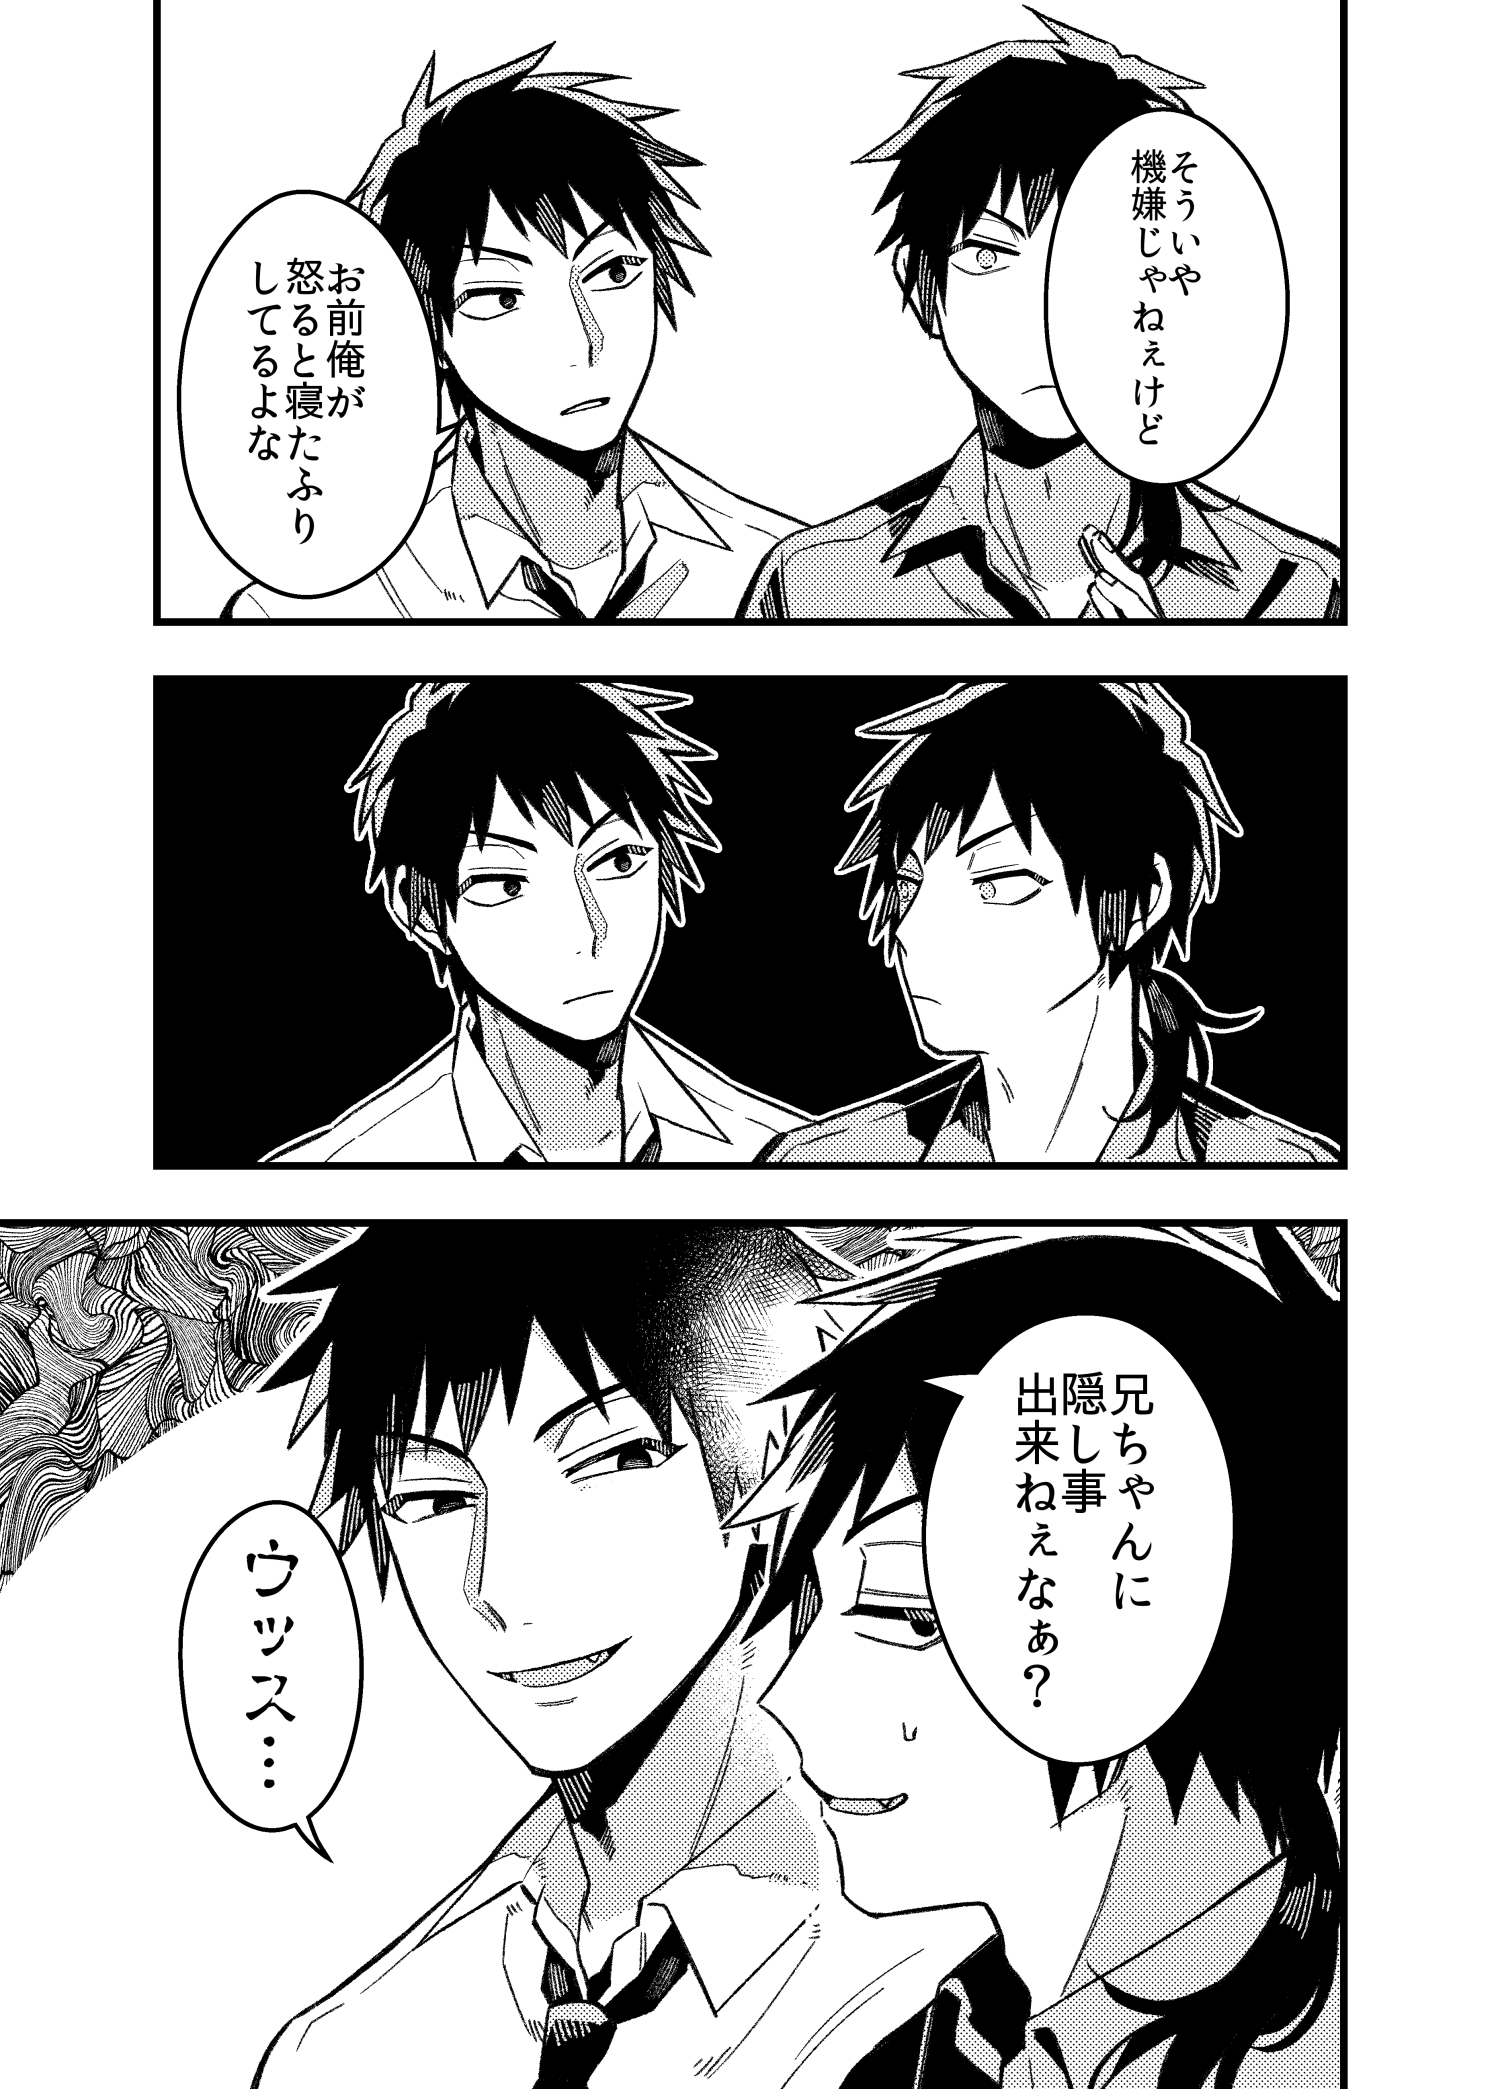 そういや
機嫌じゃねぇけど
お前俺が
怒ると寝たふり
してるよな
兄ちゃんに
隠し事
出来ねぇなぁ？
ウッス…